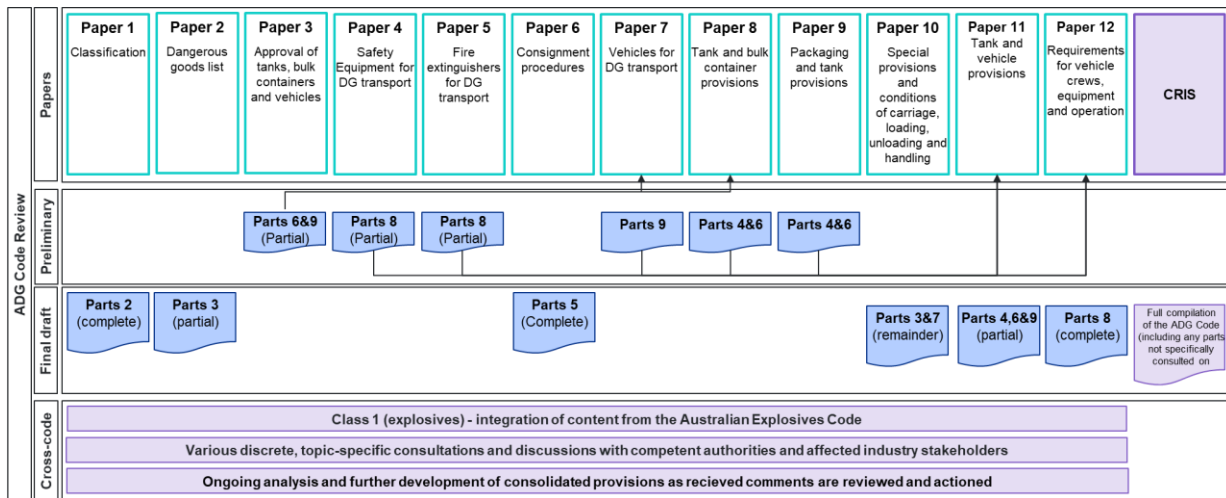 ADG Code Review
Papers
Paper 1
Classification
Paper 2
Dangerous
goods list
Paper 3
Approval of
tanks, bulk
containers
and vehicles
Paper 4
Safety
Equipment for
DG transport
Paper 5
Fire
extinguishers
for DG
transport
Paper 6
Consignment
procedures
Paper 7
Vehicles for
DG transport
Paper 8
Tank and bulk
container
provisions
Paper 9
Packaging
and tank
provisions
Paper 10
Special
provisions
and
conditions
of carriage,
loading,
unloading and
handling
Paper 11
Tank and
vehicle
provisions
Paper 12
Requirements
for vehicle
crews,
equipment
and operation
CRIS
Preliminary
Parts 6&9
(Partial)
Parts 8
(Partial)
Parts 8
(Partial)
Parts 9
Parts 4&6
Parts 4&6
Final draft
Parts 2
(complete)
Parts 3
(partial)
Parts 5
(Complete)
Parts 3&7
(remainder)
Parts 4,6&9
(partial)
Parts 8
(complete)
Full compilation
of the ADG Code
(including any parts
not specifically
consulted on
Cross-code
Class 1 (explosives) - integration of content from the Australian Explosives Code
Various discrete, topic-specific consultations and discussions with competent authorities and affected industry stakeholders
Ongoing analysis and further development of consolidated provisions as recieved comments are reviewed and actioned